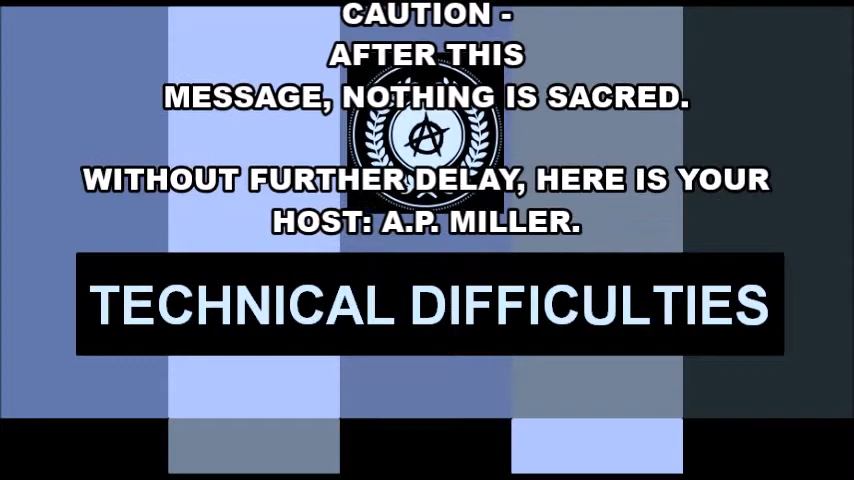 CAUTION -
AFTER THIS
MESSAGE, NOTHING IS SACRED.
WITHOUT FURTHER DELAY, HERE IS YOUR
HOST: A.P. MILLER.
TECHNICAL DIFFICULTIES